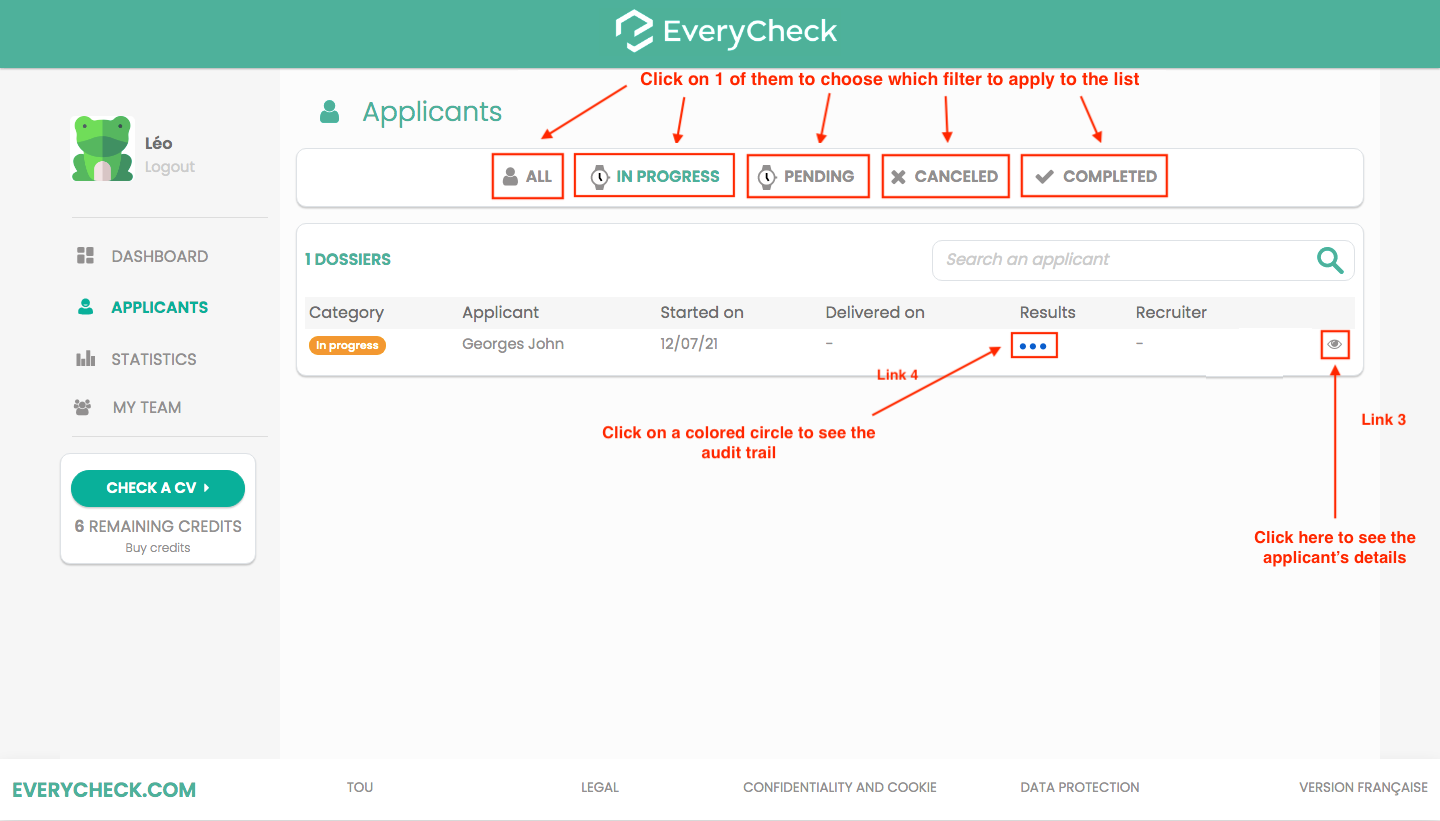 EveryCheck
Click on 1 of them to choose which filter to apply to the list
Applicants
Léo
Logout
ALL
IN PROGRESS
PENDING
CANCELED
COMPLETED
DASHBOARD
APPLICANTS
STATISTICS
MY TEAM
CHECK A CV
6 REMAINING CREDITS
Buy credits
1 DOSSIERS
Search an applicant
Category Applicant Started on Delivered on Results Recruiter
In progress Georges John 12/07/21 - -
Link 4
Click on a colored circle to see the
audit trail
Link 3
Click here to see the
applicant’s details
EVERYCHECK.COM
TOU
LEGAL
CONFIDENTIALITY AND COOKIE
DATA PROTECTION
VERSION FRANÇAISE